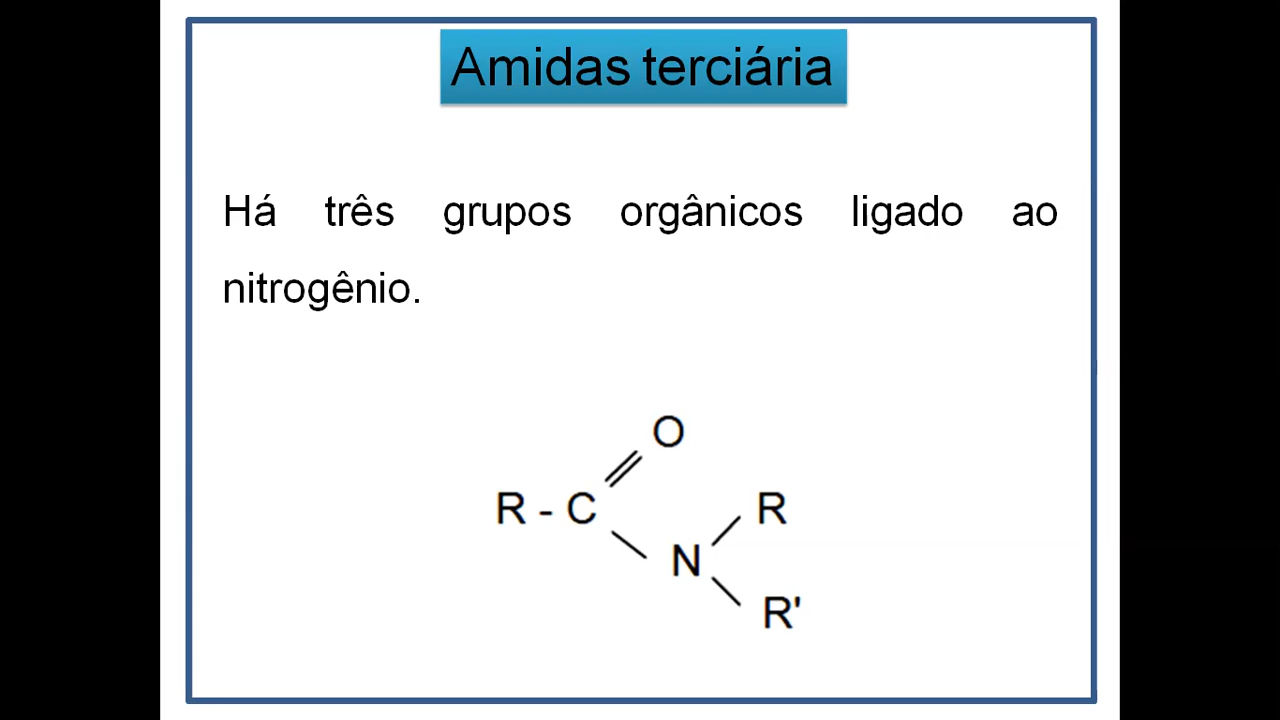 Amidas terciária
Há três grupos orgânicos ligado ao
nitrogênio.
O
R - C
R
N
R'